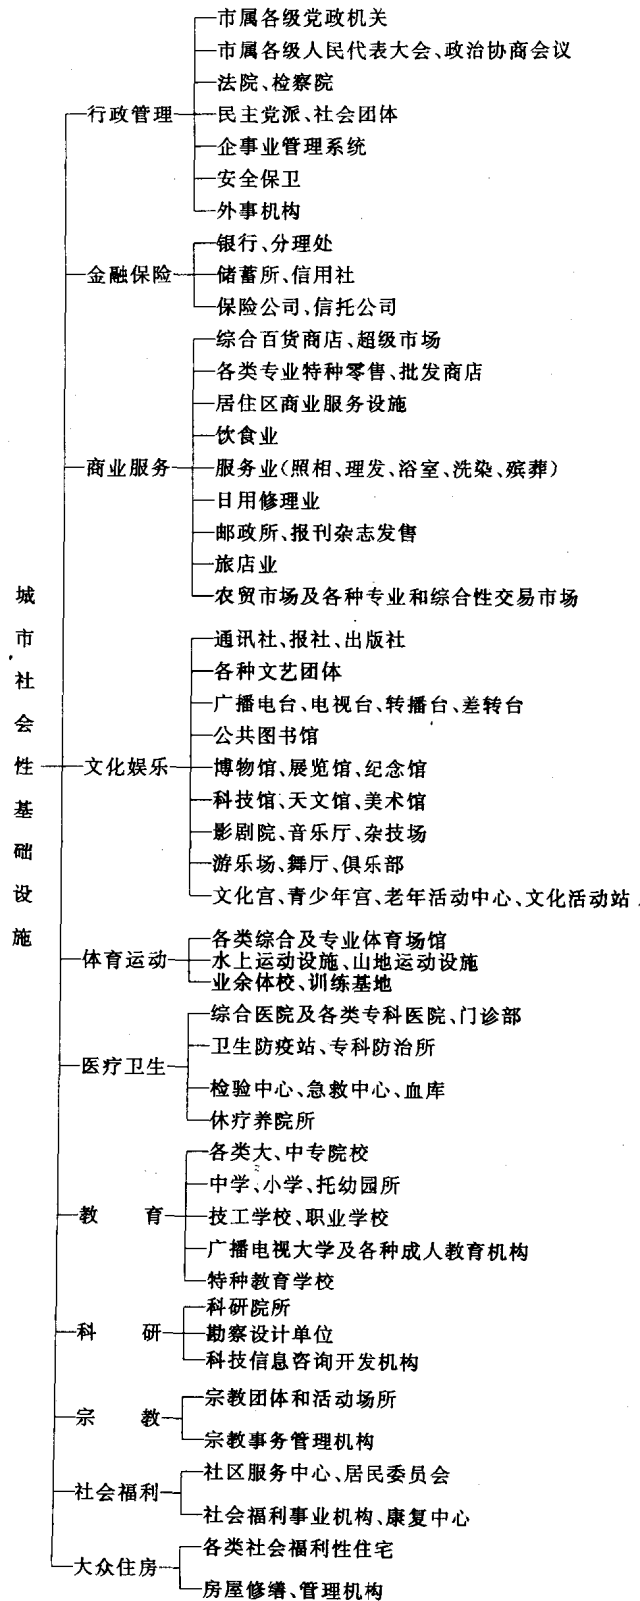 城市社会性基础设施
行政管理
市属各级党政机关
市属各级人民代表大会、政治协商会议
法院、检察院
民主党派、社会团体
企事业管理系统
安全保卫
外事机构
金融保险
银行、分理处
储蓄所、信用社
保险公司、信托公司
商业服务
综合百货商店、超级市场
各类专业特种零售、批发商店
居住区商业服务设施
饮食业
服务业(照相、理发、浴室、洗染、殡葬)
日用修理业
邮政所、报刊杂志发售
旅店业
农贸市场及各种专业和综合性交易市场
文化娱乐
通讯社、报社、出版社
各种文艺团体
广播电台、电视台、转播台、差转台
公共图书馆
博物馆、展览馆、纪念馆
科技馆、天文馆、美术馆
影剧院、音乐厅、杂技场
游乐场、舞厅、俱乐部
文化宫、青少年宫、老年活动中心、文化活动站
体育运动
各类综合及专业体育场馆
水上运动设施、山地运动设施
业余体校、训练基地
医疗卫生
综合医院及各类专科医院、门诊部
卫生防疫站、专科防治所
检验中心、急救中心、血库
休疗养院所
教育
各类大、中专院校
中学、小学、托幼园所
技工学校、职业学校
广播电视大学及各种成人教育机构
特种教育学校
科研
科研院所
勘察设计单位
科技信息咨询开发机构
宗教
宗教团体和活动场所
宗教事务管理机构
社会福利
社区服务中心、居民委员会
社会福利事业机构、康复中心
大众住房
各类社会福利性住宅
房屋修缮、管理机构